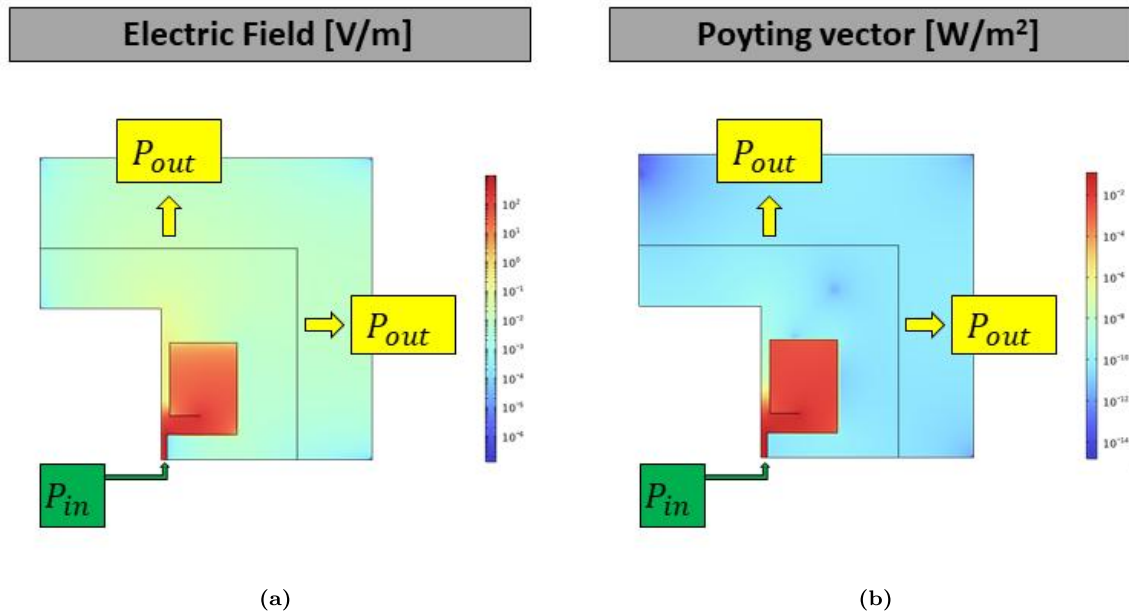 Electric Field [V/m]
Poyting vector [W/m²]
P_out
P_out
P_in
10²
10¹
10⁰
10⁻¹
10⁻²
10⁻³
10⁻⁴
10⁻⁵
10⁻⁶
P_out
P_out
P_in
10⁻²
10⁻⁴
10⁻⁶
10⁻⁸
10⁻¹⁰
10⁻¹²
10⁻¹⁴
(a)
(b)